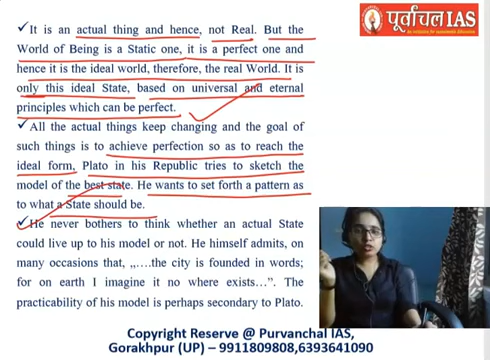 ✓ It is an actual thing and hence, not Real. But the
World of Being is a Static one, it is a perfect one and
hence it is the ideal world, therefore, the real World. It is
only this ideal State, based on universal and eternal
principles which can be perfect.
✓ All the actual things keep changing and the goal of
such things is to achieve perfection so as to reach the
ideal form, Plato in his Republic tries to sketch the
model of the best state. He wants to set forth a pattern as
to what a State should be.
✓ He never bothers to think whether an actual State
could live up to his model or not. He himself admits, on
many occasions that, „….the city is founded in words;
for on earth I imagine it no where exists…”. The
practicability of his model is perhaps secondary to Plato.
पूर्वांचल IAS
Copyright Reserve @ Purvanchal IAS,
Gorakhpur (UP) – 9911809808,6393641090